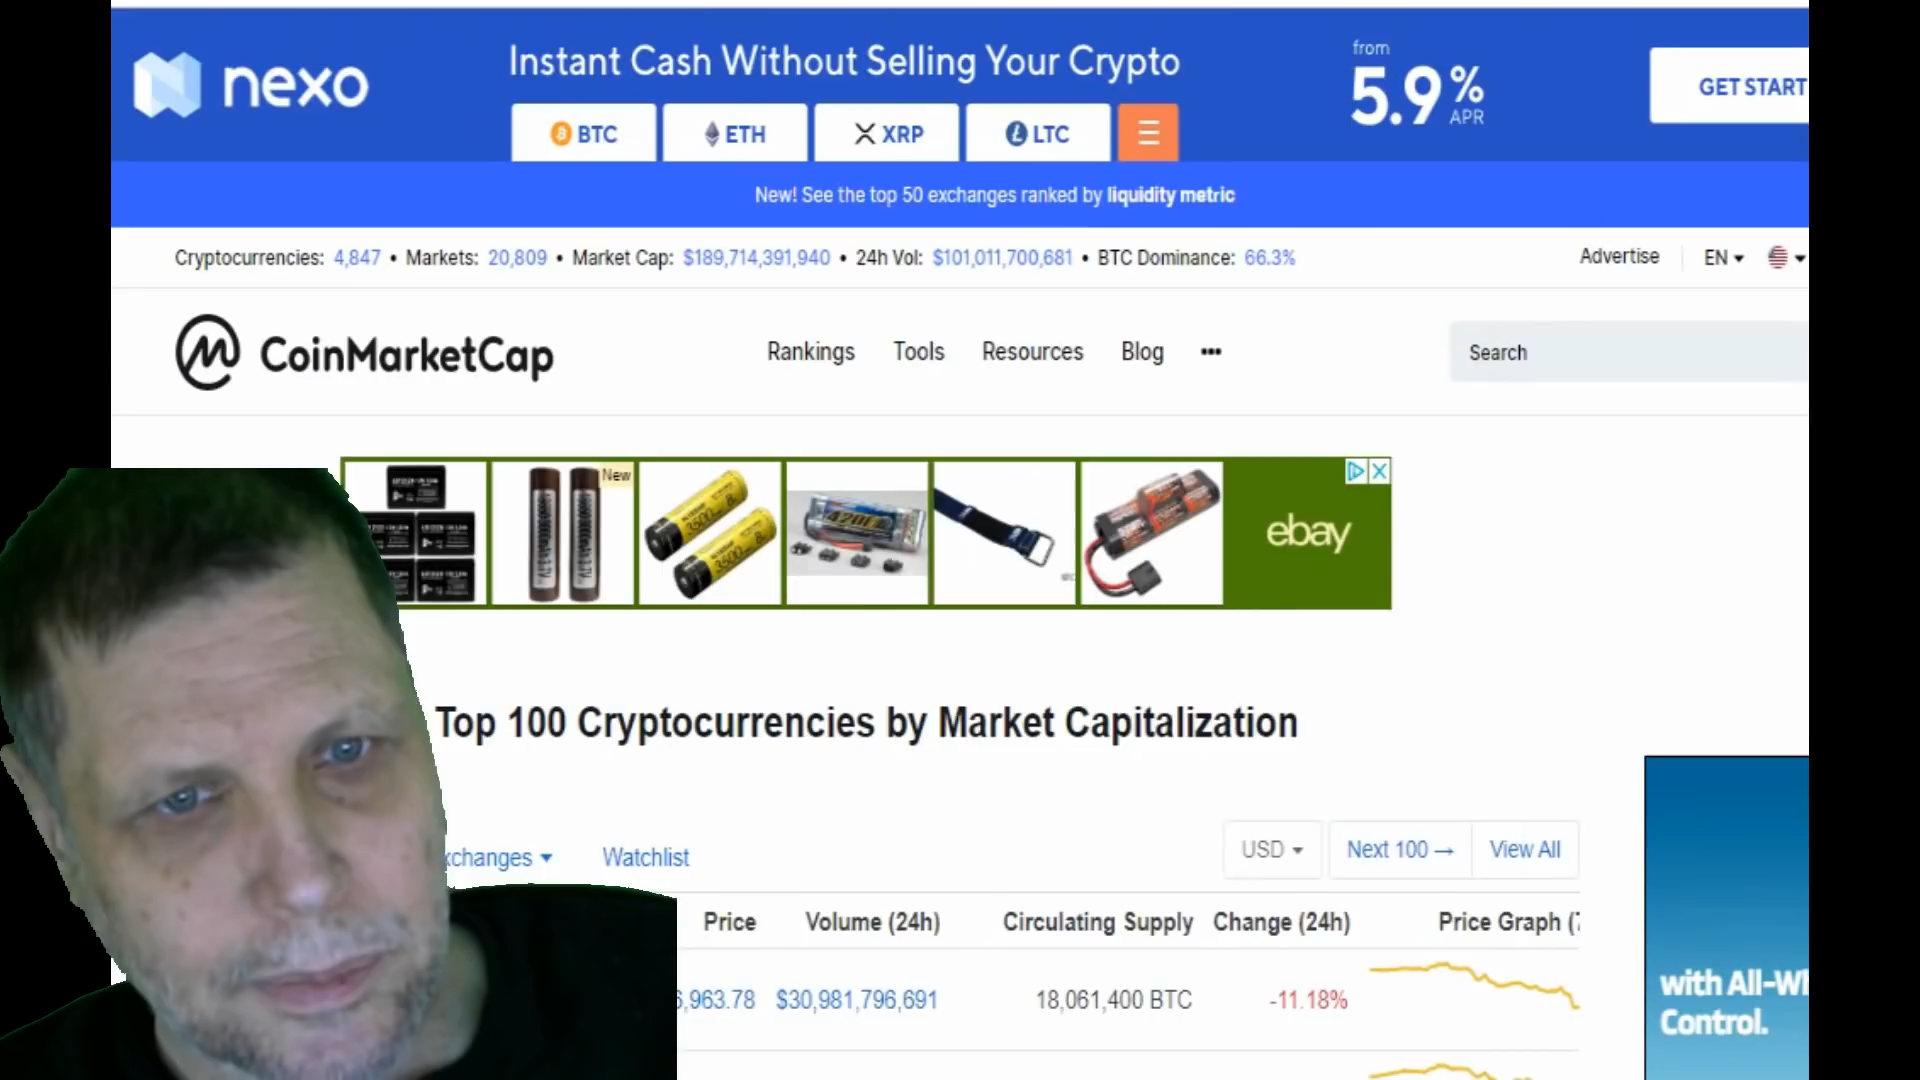 nexo
Instant Cash Without Selling Your Crypto
BTC ETH XRP LTC
from
5.9%
APR
GET START
New! See the top 50 exchanges ranked by liquidity metric
Cryptocurrencies: 4,847 • Markets: 20,809 • Market Cap: $189,714,391,940 • 24h Vol: $101,011,700,681 • BTC Dominance: 66.3%
Advertise
EN
CoinMarketCap
Rankings Tools Resources Blog •••
Search
New
ebay
Top 100 Cryptocurrencies by Market Capitalization
xchanges Watchlist
USD Next 100 → View All
Price Volume (24h) Circulating Supply Change (24h) Price Graph (7
6,963.78 $30,981,796,691 18,061,400 BTC -11.18%
with All-Wh
Control.